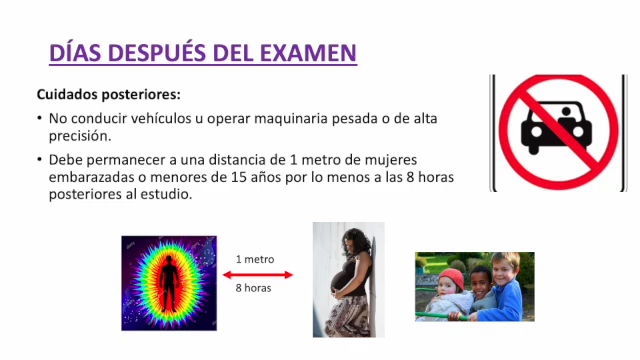 DÍAS DESPUÉS DEL EXAMEN
Cuidados posteriores:
• No conducir vehículos u operar maquinaria pesada o de alta
precisión.
• Debe permanecer a una distancia de 1 metro de mujeres
embarazadas o menores de 15 años por lo menos a las 8 horas
posteriores al estudio.
1 metro
8 horas